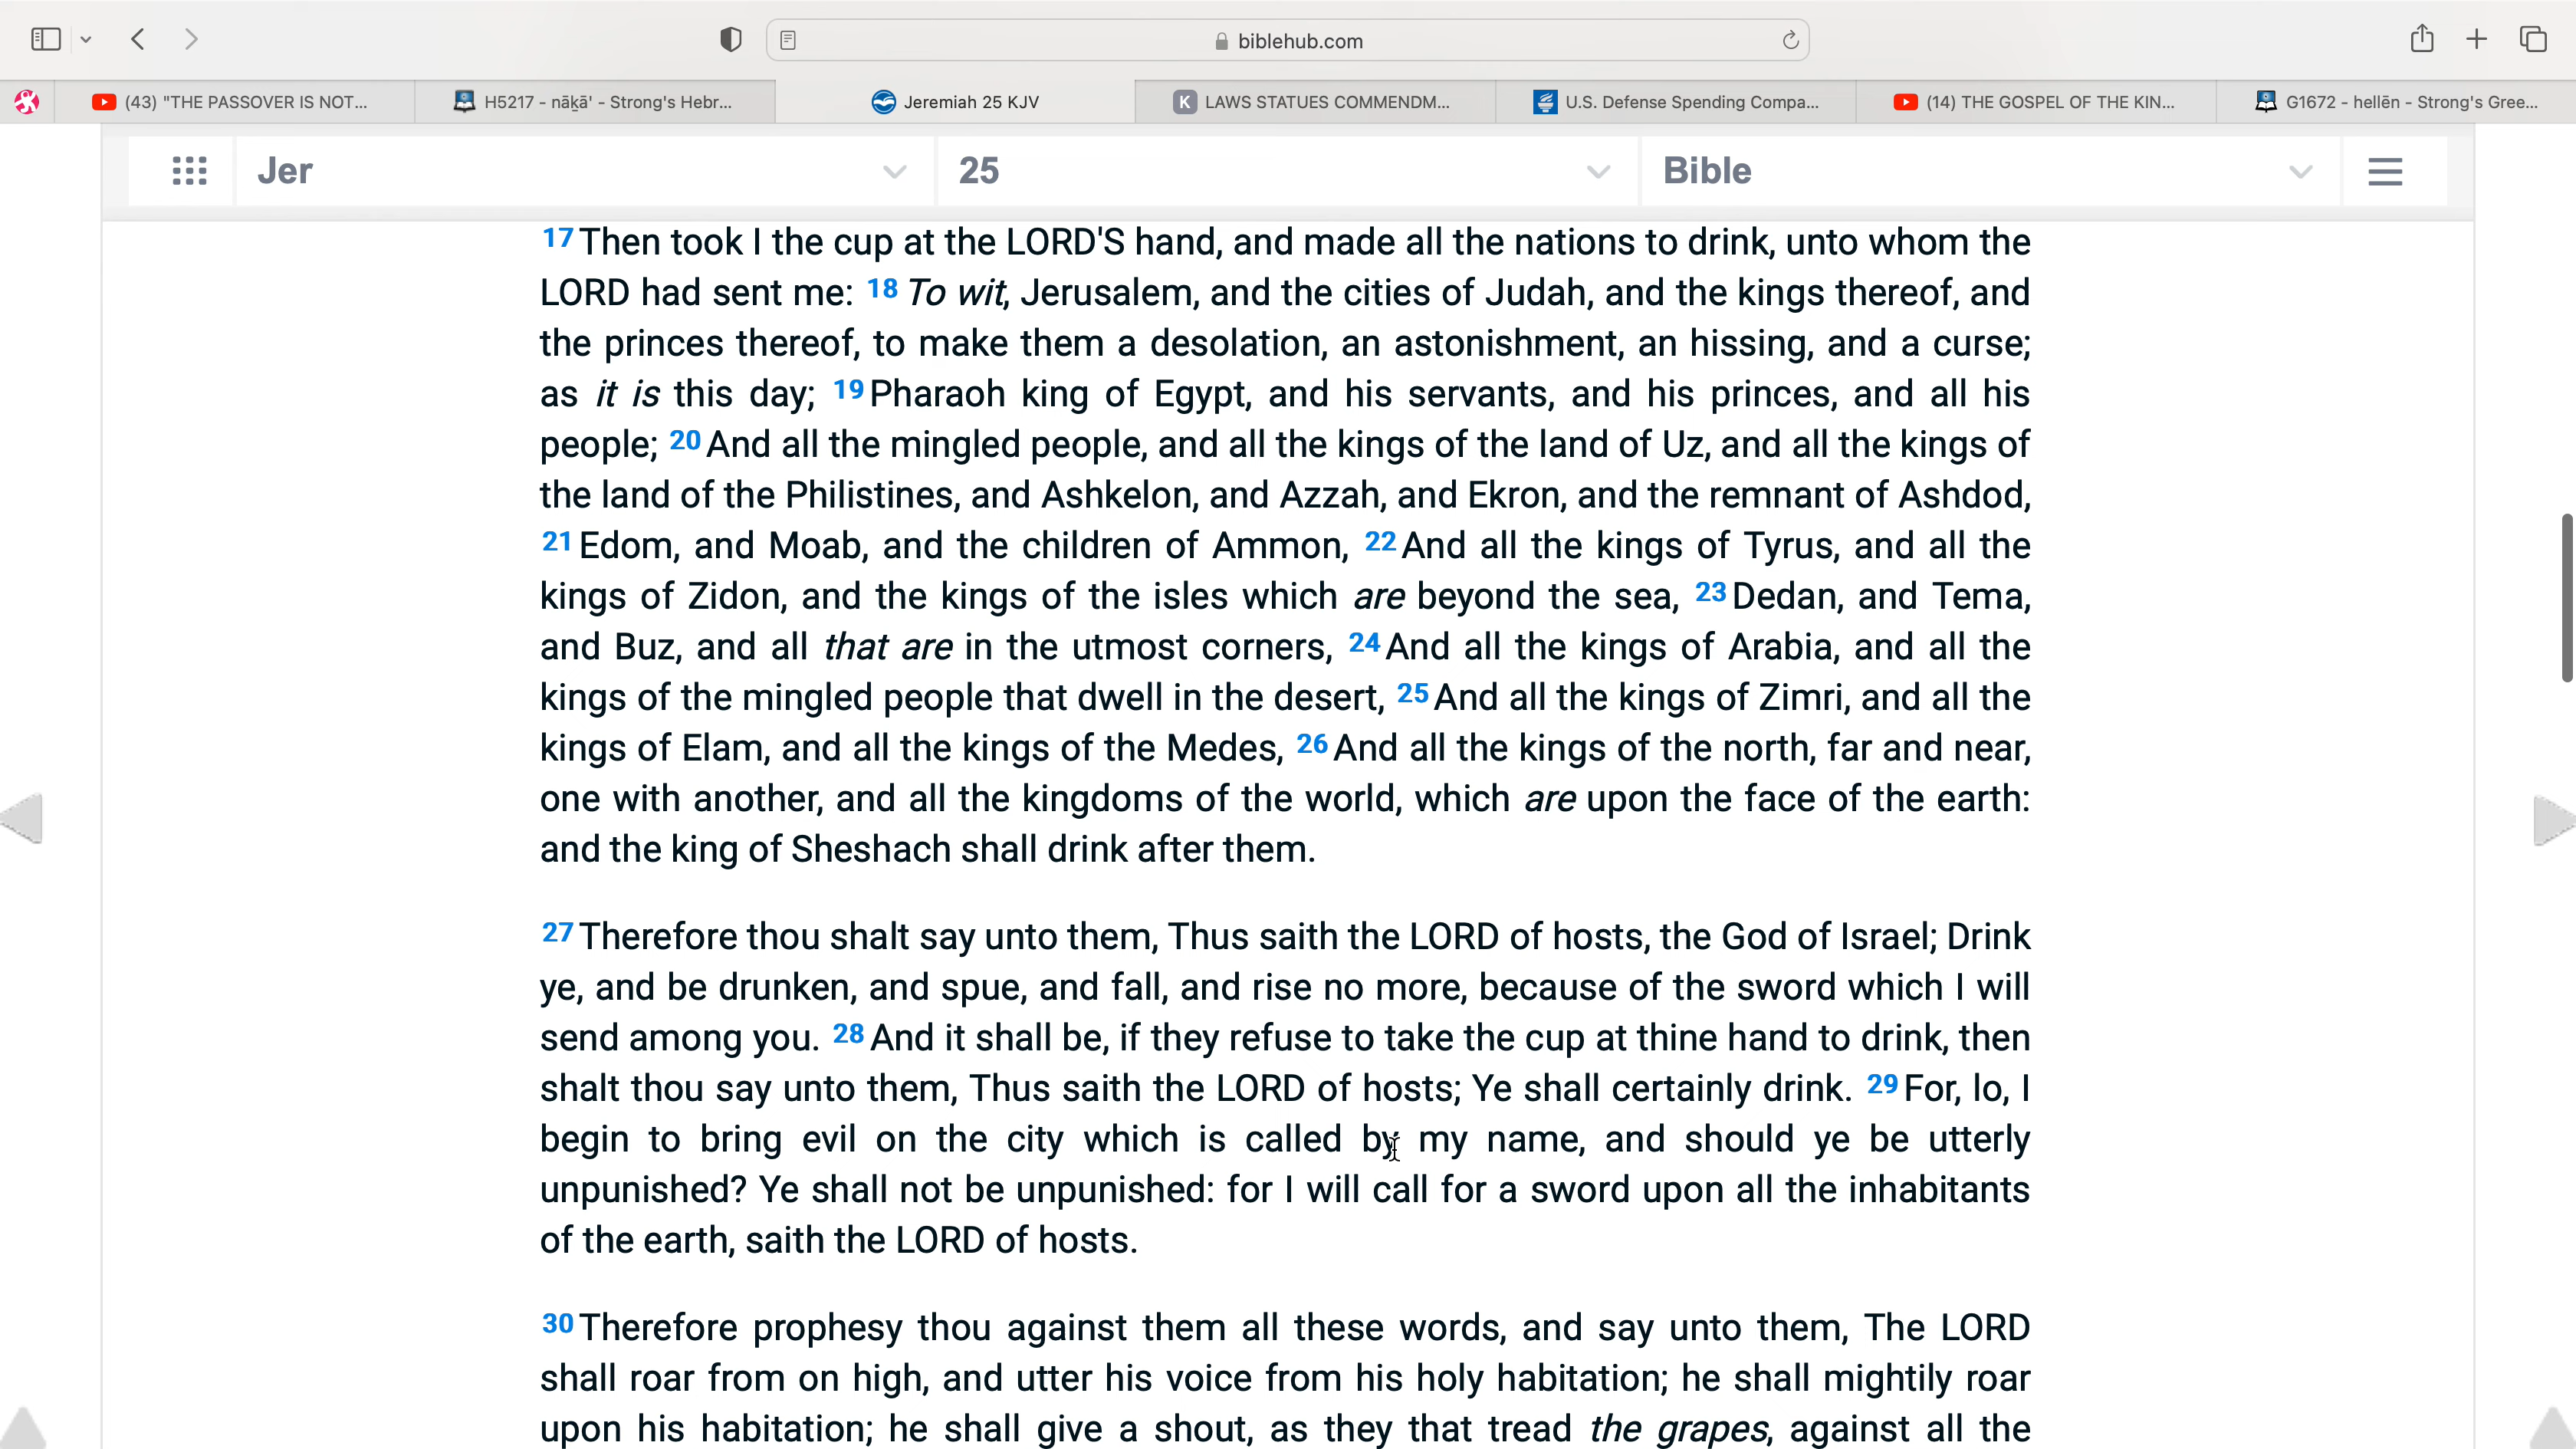 biblehub.com
(43) "THE PASSOVER IS NOT...
H5217 - nāḵā' - Strong's Hebr...
Jeremiah 25 KJV
K LAWS STATUES COMMENDM...
U.S. Defense Spending Compa...
(14) THE GOSPEL OF THE KIN...
G1672 - hellēn - Strong's Gree...
Jer
25
Bible
17 Then took I the cup at the LORD'S hand, and made all the nations to drink, unto whom the
LORD had sent me: 18 To wit, Jerusalem, and the cities of Judah, and the kings thereof, and
the princes thereof, to make them a desolation, an astonishment, an hissing, and a curse;
as it is this day; 19 Pharaoh king of Egypt, and his servants, and his princes, and all his
people; 20 And all the mingled people, and all the kings of the land of Uz, and all the kings of
the land of the Philistines, and Ashkelon, and Azzah, and Ekron, and the remnant of Ashdod,
21 Edom, and Moab, and the children of Ammon, 22 And all the kings of Tyrus, and all the
kings of Zidon, and the kings of the isles which are beyond the sea, 23 Dedan, and Tema,
and Buz, and all that are in the utmost corners, 24 And all the kings of Arabia, and all the
kings of the mingled people that dwell in the desert, 25 And all the kings of Zimri, and all the
kings of Elam, and all the kings of the Medes, 26 And all the kings of the north, far and near,
one with another, and all the kingdoms of the world, which are upon the face of the earth:
and the king of Sheshach shall drink after them.
27 Therefore thou shalt say unto them, Thus saith the LORD of hosts, the God of Israel; Drink
ye, and be drunken, and spue, and fall, and rise no more, because of the sword which I will
send among you. 28 And it shall be, if they refuse to take the cup at thine hand to drink, then
shalt thou say unto them, Thus saith the LORD of hosts; Ye shall certainly drink. 29 For, lo, I
begin to bring evil on the city which is called by my name, and should ye be utterly
unpunished? Ye shall not be unpunished: for I will call for a sword upon all the inhabitants
of the earth, saith the LORD of hosts.
30 Therefore prophesy thou against them all these words, and say unto them, The LORD
shall roar from on high, and utter his voice from his holy habitation; he shall mightily roar
upon his habitation; he shall give a shout, as they that tread the grapes, against all the